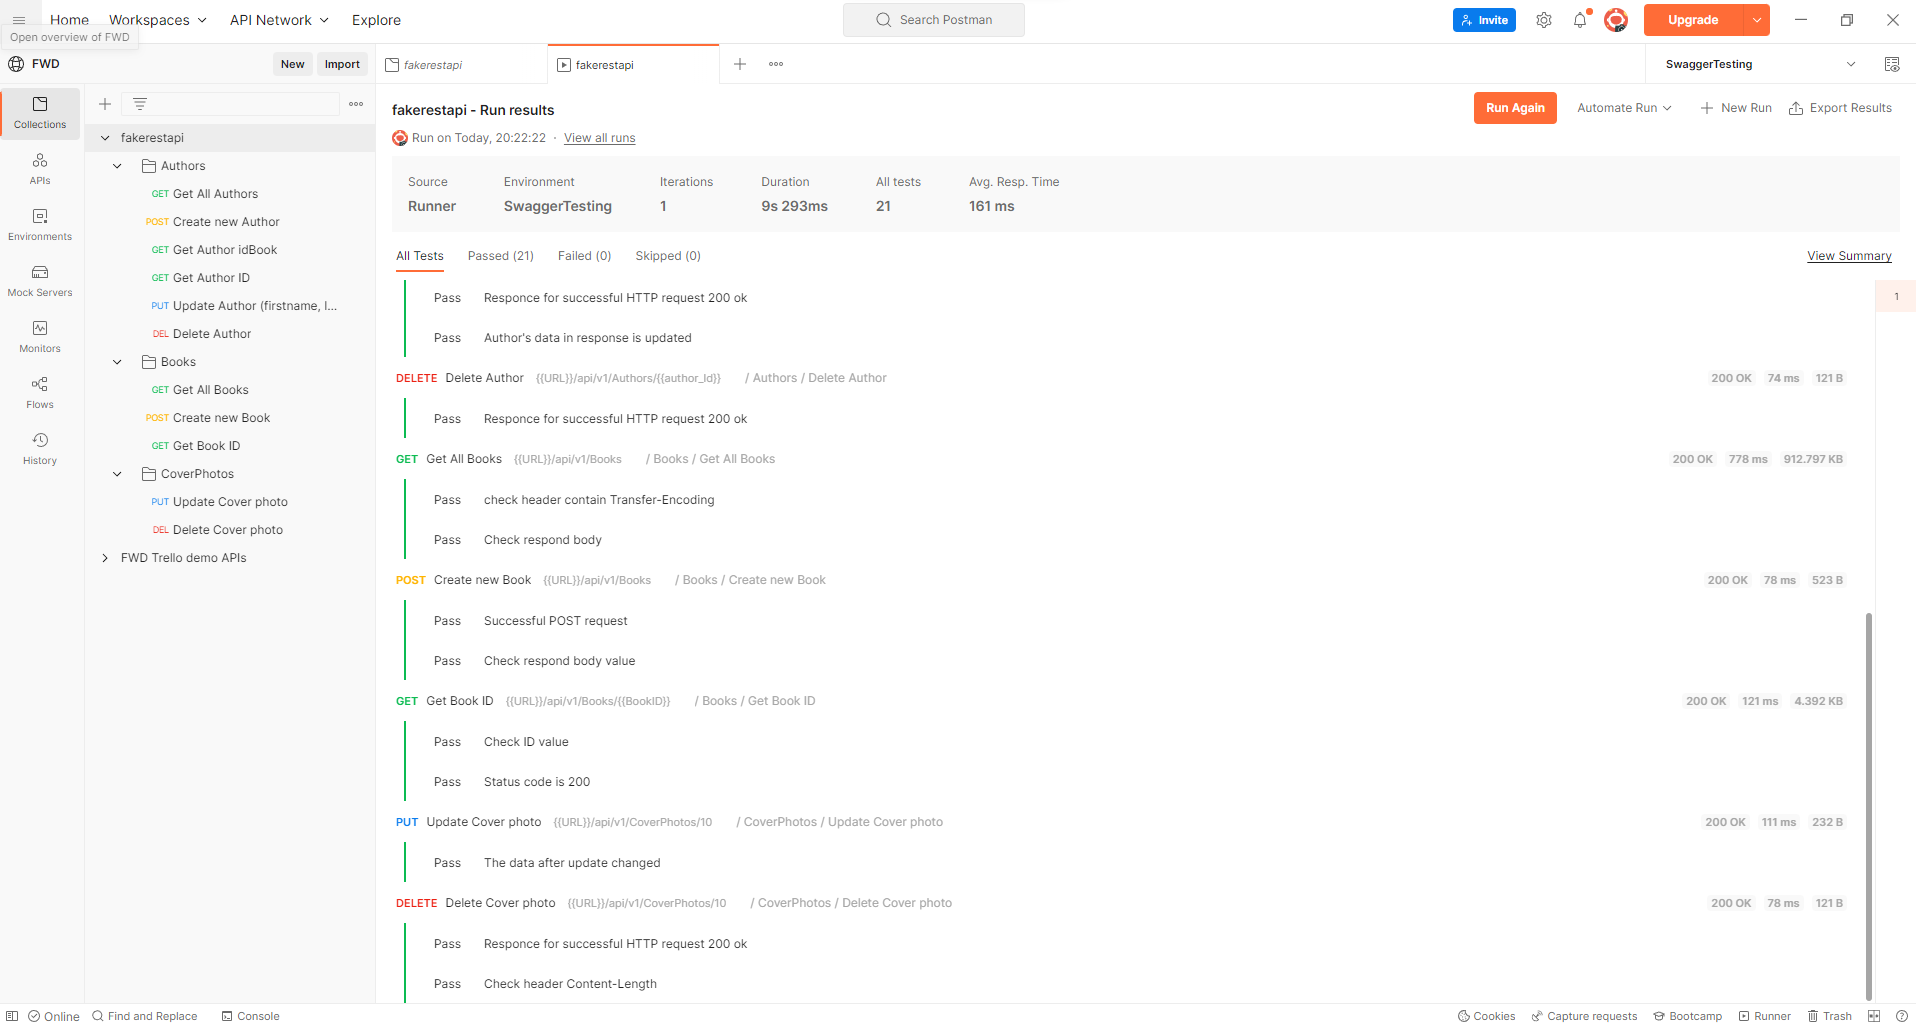 Home Workspaces API Network Explore Search Postman Invite Upgrade
Open overview of FWD
FWD New Import fakerestapi fakerestapi SwaggerTesting
Collections
APIs
Environments
Mock Servers
Monitors
Flows
History
fakerestapi
Authors
GET Get All Authors
POST Create new Author
GET Get Author idBook
GET Get Author ID
PUT Update Author (firstname, l...
DEL Delete Author
Books
GET Get All Books
POST Create new Book
GET Get Book ID
CoverPhotos
PUT Update Cover photo
DEL Delete Cover photo
FWD Trello demo APIs
fakerestapi - Run results Run Again Automate Run New Run Export Results
Run on Today, 20:22:22 · View all runs
Source Environment Iterations Duration All tests Avg. Resp. Time
Runner SwaggerTesting 1 9s 293ms 21 161 ms
All Tests Passed (21) Failed (0) Skipped (0) View Summary
Pass Responce for successful HTTP request 200 ok 1
Pass Author's data in response is updated
DELETE Delete Author {{URL}}/api/v1/Authors/{{author_Id}} / Authors / Delete Author 200 OK 74 ms 121 B
Pass Responce for successful HTTP request 200 ok
GET Get All Books {{URL}}/api/v1/Books / Books / Get All Books 200 OK 778 ms 912.797 KB
Pass check header contain Transfer-Encoding
Pass Check respond body
POST Create new Book {{URL}}/api/v1/Books / Books / Create new Book 200 OK 78 ms 523 B
Pass Successful POST request
Pass Check respond body value
GET Get Book ID {{URL}}/api/v1/Books/{{BookID}} / Books / Get Book ID 200 OK 121 ms 4.392 KB
Pass Check ID value
Pass Status code is 200
PUT Update Cover photo {{URL}}/api/v1/CoverPhotos/10 / CoverPhotos / Update Cover photo 200 OK 111 ms 232 B
Pass The data after update changed
DELETE Delete Cover photo {{URL}}/api/v1/CoverPhotos/10 / CoverPhotos / Delete Cover photo 200 OK 78 ms 121 B
Pass Responce for successful HTTP request 200 ok
Pass Check header Content-Length
Online Find and Replace Console Cookies Capture requests Bootcamp Runner Trash